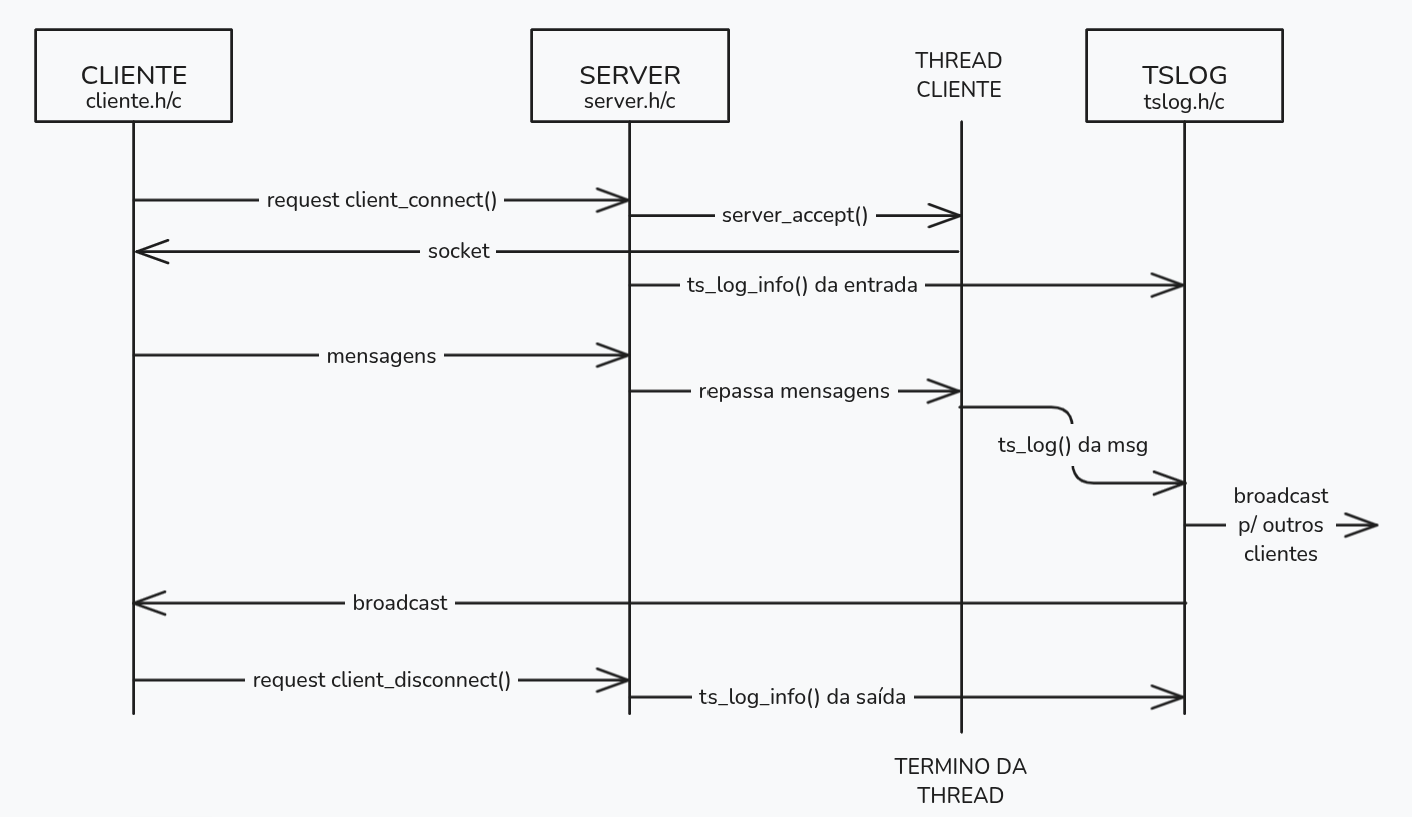 CLIENTE
cliente.h/c
SERVER
server.h/c
THREAD
CLIENTE
TSLOG
tslog.h/c
request client_connect()
server_accept()
socket
ts_log_info() da entrada
mensagens
repassa mensagens
ts_log() da msg
broadcast
p/ outros
clientes
broadcast
request client_disconnect()
ts_log_info() da saída
TERMINO DA
THREAD